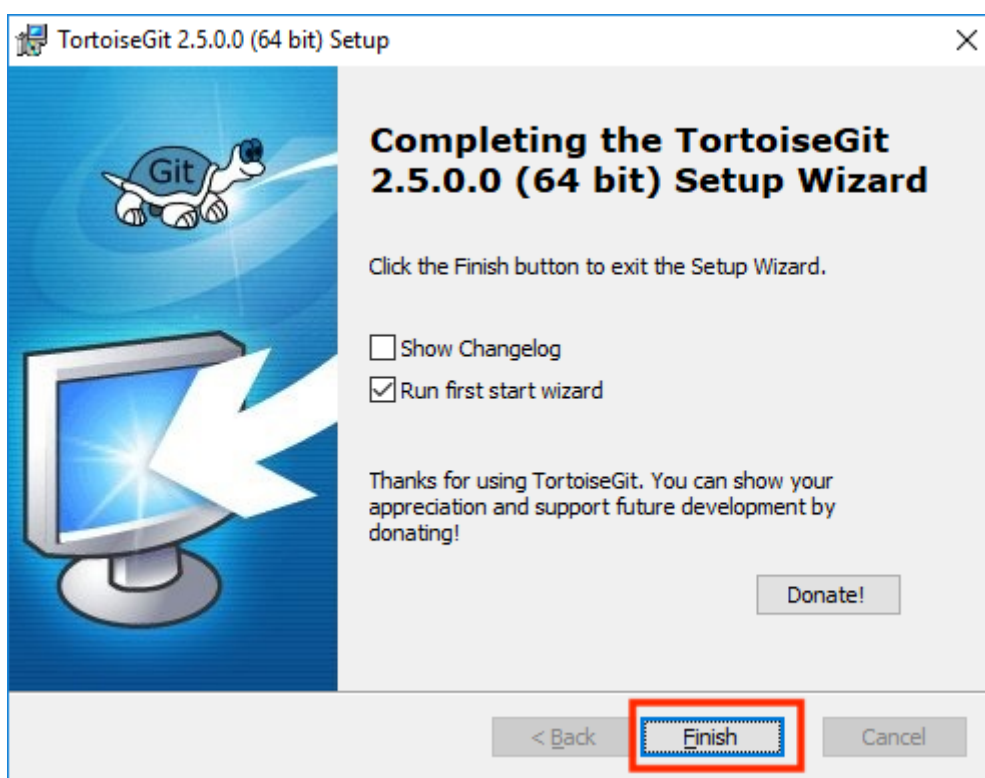 TortoiseGit 2.5.0.0 (64 bit) Setup
Git
Completing the TortoiseGit
2.5.0.0 (64 bit) Setup Wizard
Click the Finish button to exit the Setup Wizard.
Show Changelog
Run first start wizard
Thanks for using TortoiseGit. You can show your
appreciation and support future development by
donating!
Donate!
< Back Finish Cancel